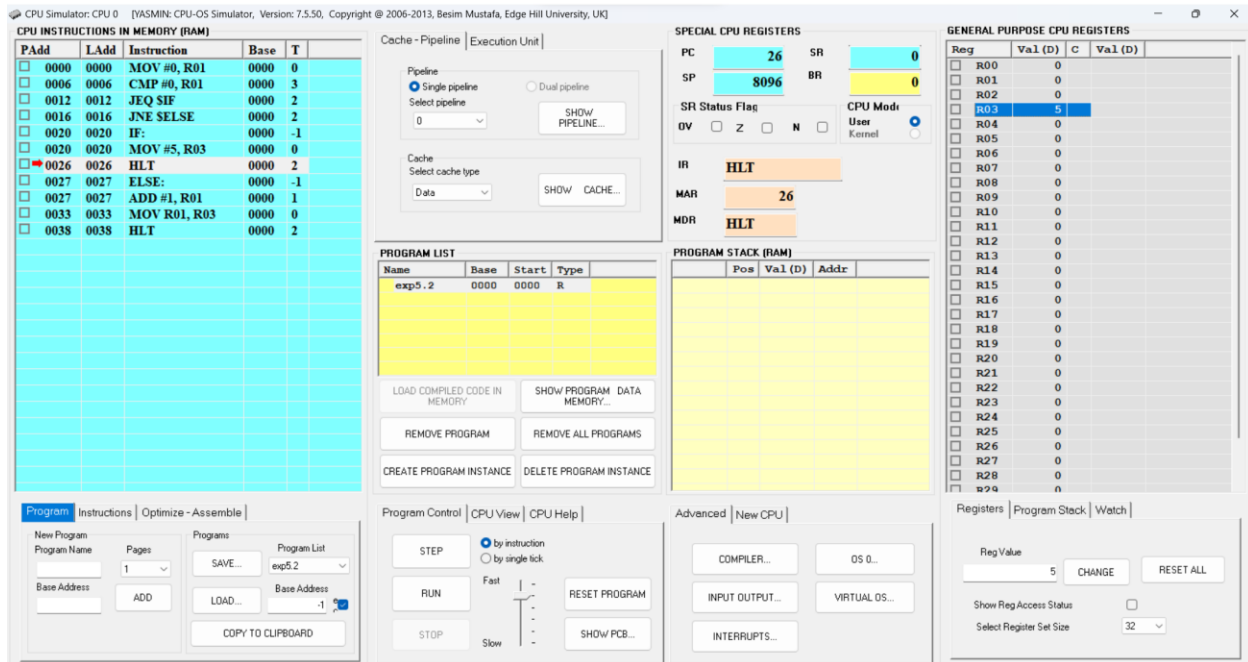 CPU Simulator: CPU 0 [YASMIN: CPU-OS Simulator, Version: 7.5.50, Copyright @ 2006-2013, Besim Mustafa, Edge Hill University, UK]
CPU INSTRUCTIONS IN MEMORY (RAM)
PAdd LAdd Instruction Base T
0000 0000 MOV #0, R01 0000 0
0006 0006 CMP #0, R01 0000 3
0012 0012 JEQ $IF 0000 2
0016 0016 JNE $ELSE 0000 2
0020 0020 IF: 0000 -1
0020 0020 MOV #5, R03 0000 0
0026 0026 HLT 0000 2
0027 0027 ELSE: 0000 -1
0027 0027 ADD #1, R01 0000 1
0033 0033 MOV R01, R03 0000 0
0038 0038 HLT 0000 2
Program Instructions Optimize - Assemble
New Program
Program Name Pages
1
Base Address
ADD
Programs
SAVE...
Program List
exp5.2
LOAD...
Base Address
-1
COPY TO CLIPBOARD
Cache - Pipeline Execution Unit
Pipeline
Single pipeline Dual pipeline
Select pipeline
0
SHOW
PIPELINE...
Cache
Select cache type
Data
SHOW CACHE...
PROGRAM LIST
Name Base Start Type
exp5.2 0000 0000 R
LOAD COMPILED CODE IN
MEMORY
SHOW PROGRAM DATA
MEMORY...
REMOVE PROGRAM
REMOVE ALL PROGRAMS
CREATE PROGRAM INSTANCE
DELETE PROGRAM INSTANCE
Program Control CPU View CPU Help
STEP
by instruction
by single tick
RUN
Fast
RESET PROGRAM
STOP
Slow
SHOW PCB...
SPECIAL CPU REGISTERS
PC 26 SR 0
SP 8096 BR 0
SR Status Flag
OV Z N
CPU Mode
User
Kernel
IR HLT
MAR 26
MDR HLT
PROGRAM STACK (RAM)
Pos Val (D) Addr
Advanced New CPU
COMPILER...
OS 0...
INPUT OUTPUT...
VIRTUAL OS...
INTERRUPTS...
GENERAL PURPOSE CPU REGISTERS
Reg Val (D) C Val (D)
R00 0
R01 0
R02 0
R03 5
R04 0
R05 0
R06 0
R07 0
R08 0
R09 0
R10 0
R11 0
R12 0
R13 0
R14 0
R15 0
R16 0
R17 0
R18 0
R19 0
R20 0
R21 0
R22 0
R23 0
R24 0
R25 0
R26 0
R27 0
R28 0
R29 0
Registers Program Stack Watch
Reg Value
5
CHANGE
RESET ALL
Show Reg Access Status
Select Register Set Size 32